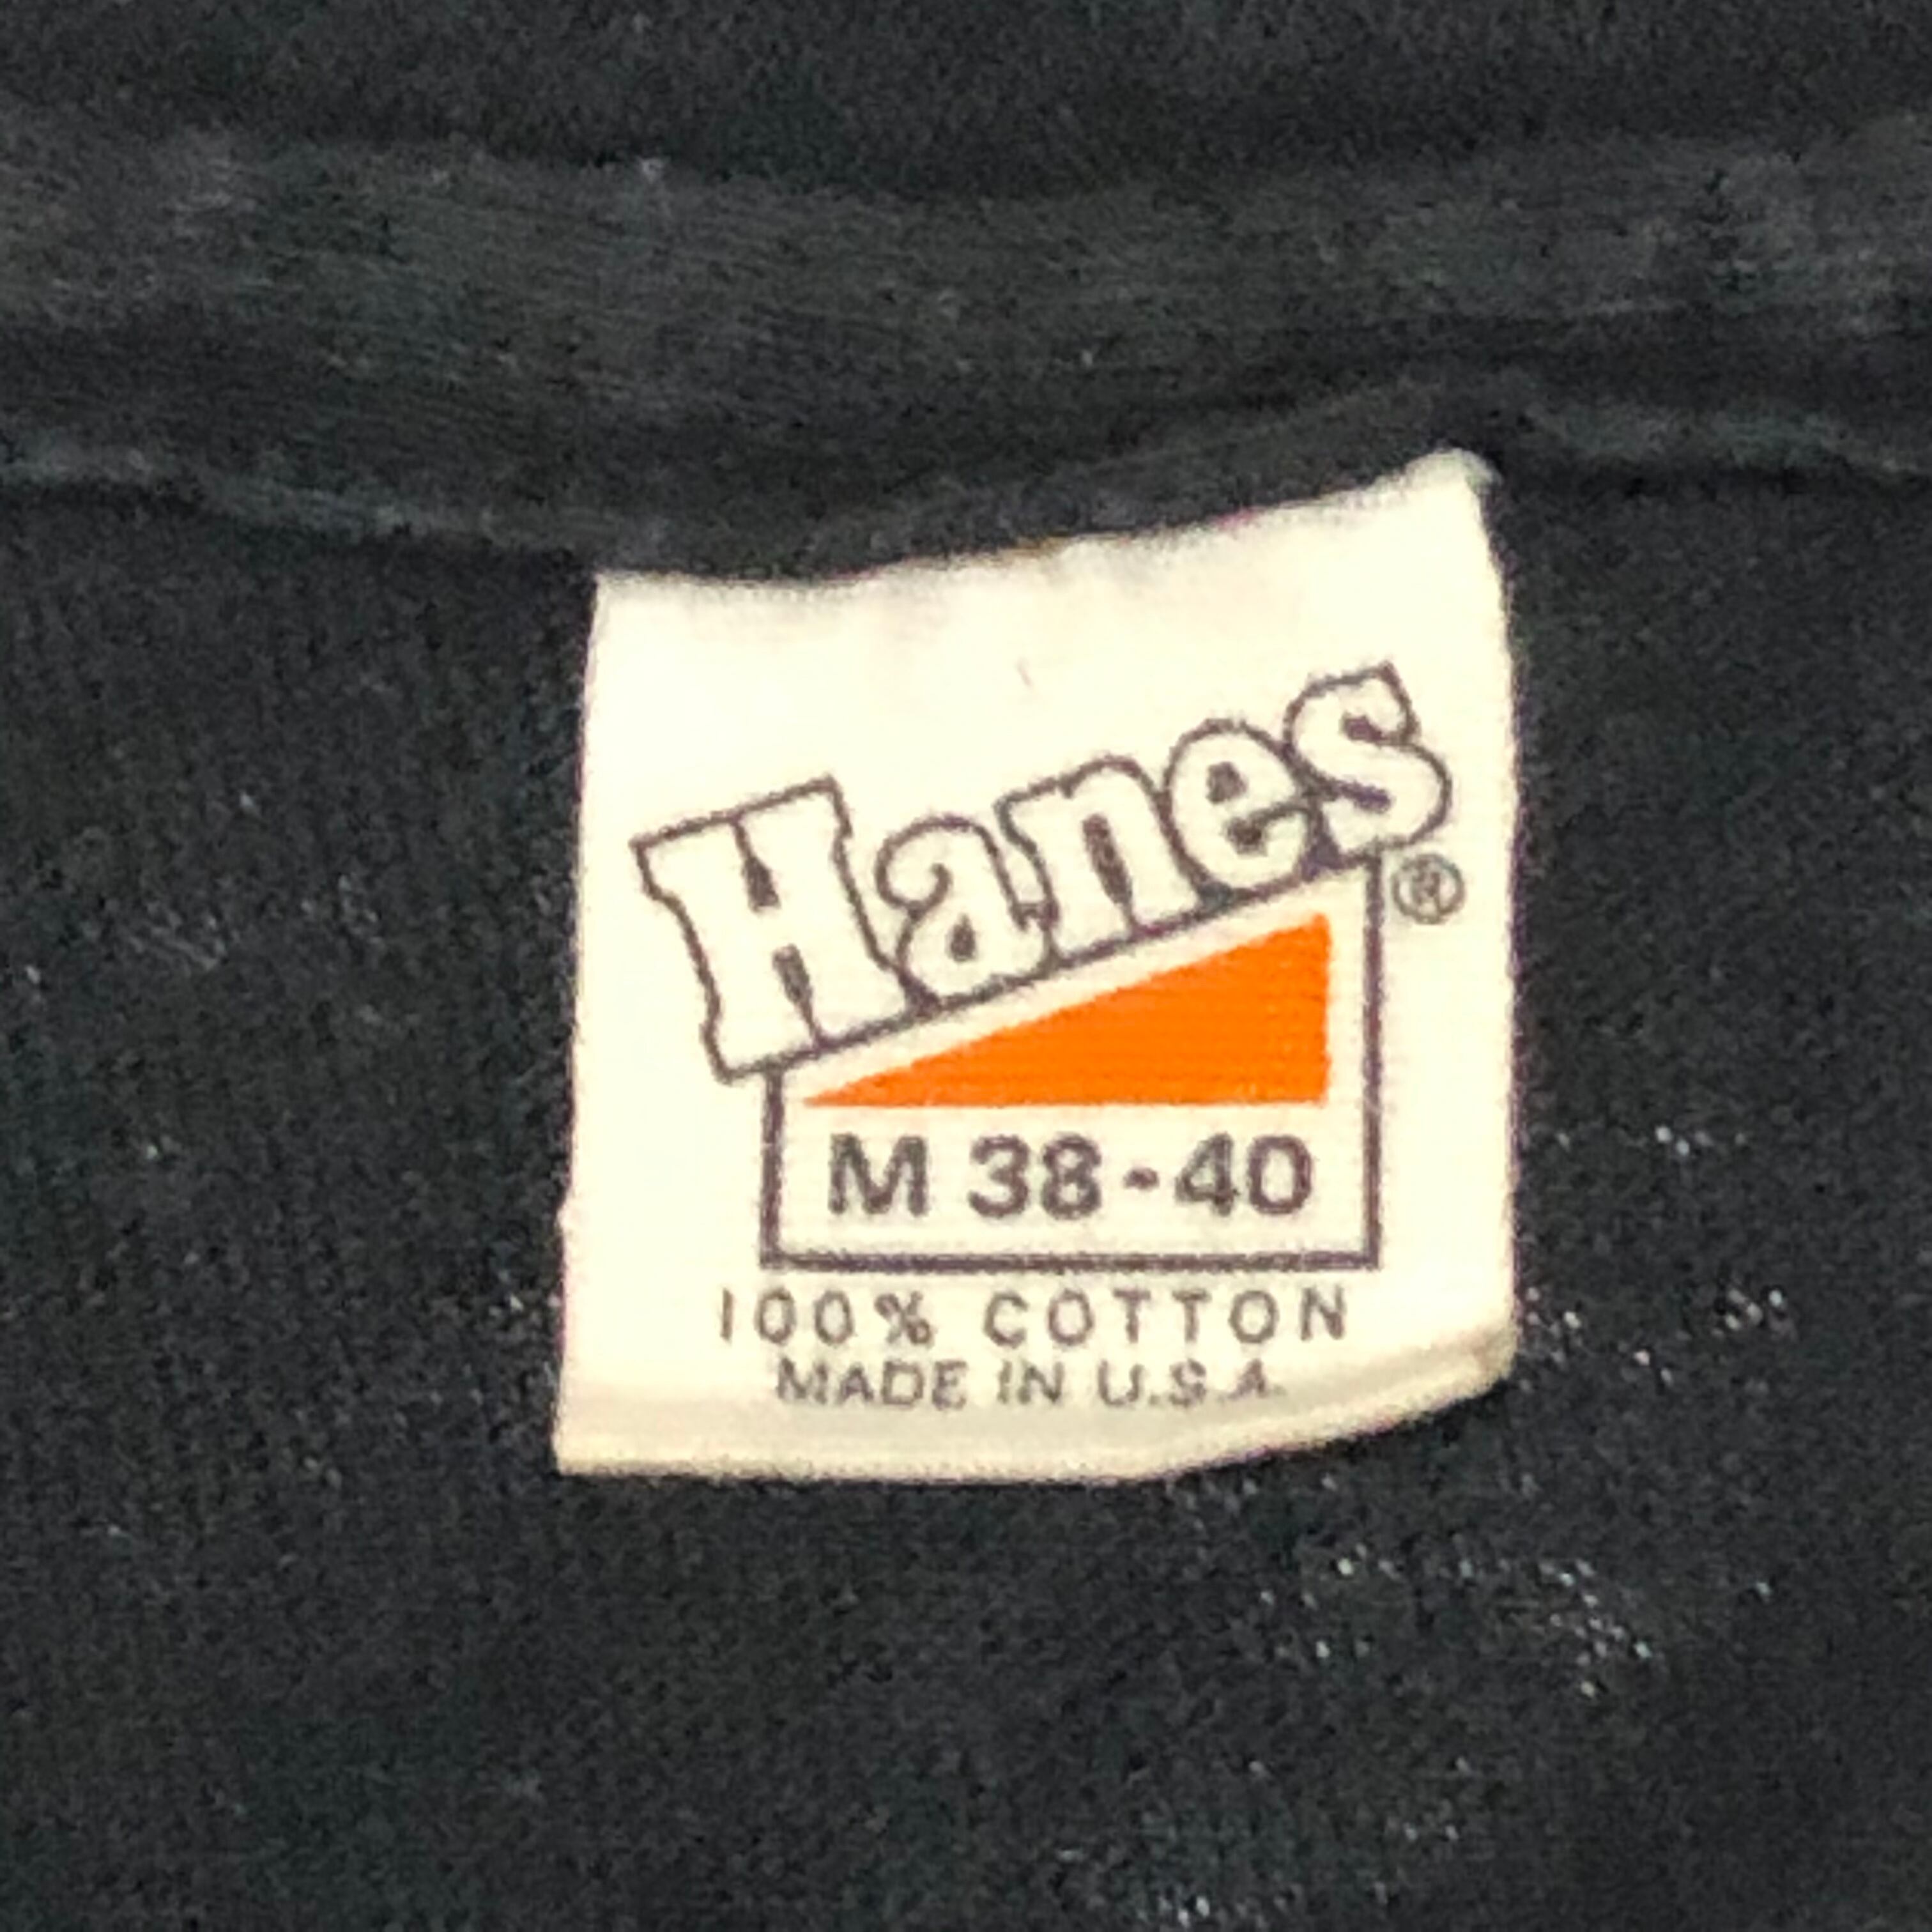 Hanes®
M 38-40
100% COTTON
MADE IN U.S.A.